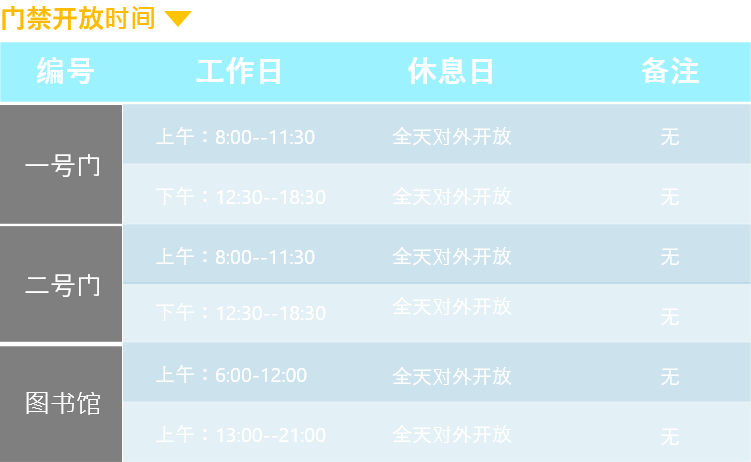 门禁开放时间
编号 工作日 休息日 备注
一号门
上午：8:00--11:30 全天对外开放 无
下午：12:30--18:30 全天对外开放 无
二号门
上午：8:00--11:30 全天对外开放 无
下午：12:30--18:30 全天对外开放 无
图书馆
上午：6:00-12:00 全天对外开放 无
上午：13:00--21:00 全天对外开放 无